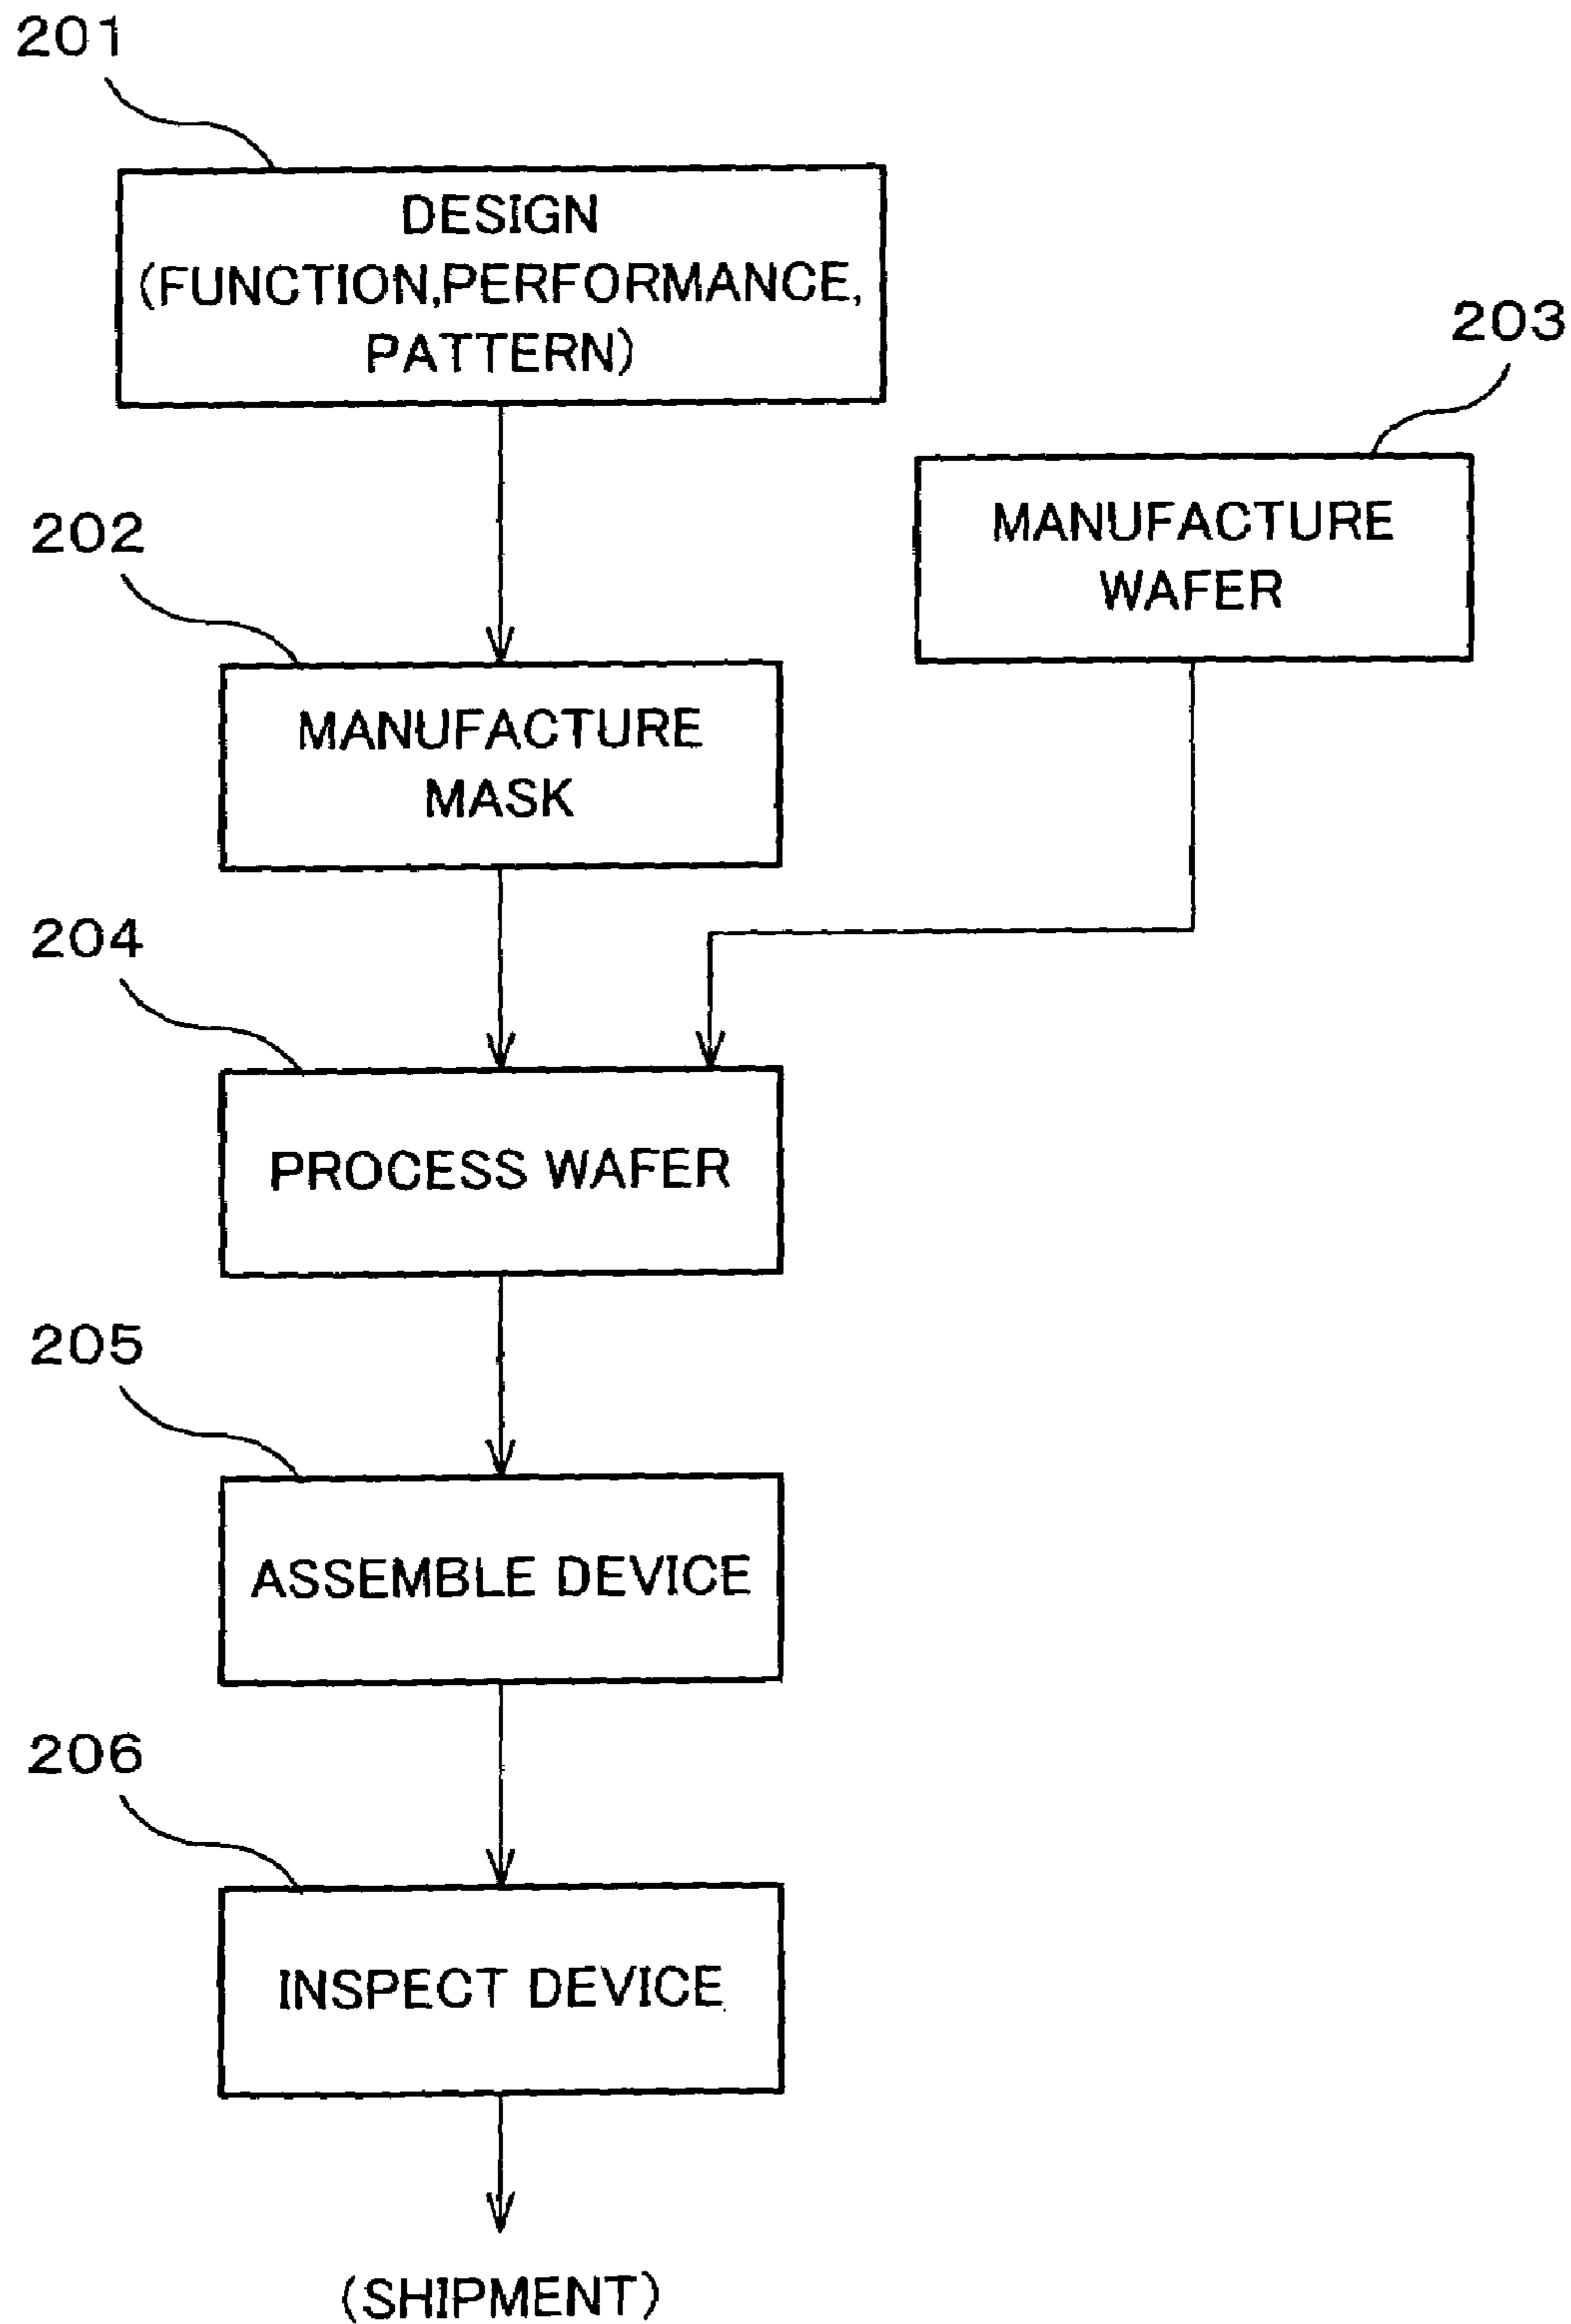 201
DESIGN
(FUNCTION,PERFORMANCE,
PATTERN)
203
MANUFACTURE
WAFER
202
MANUFACTURE
MASK
204
PROCESS WAFER
205
ASSEMBLE DEVICE
206
INSPECT DEVICE
(SHIPMENT)